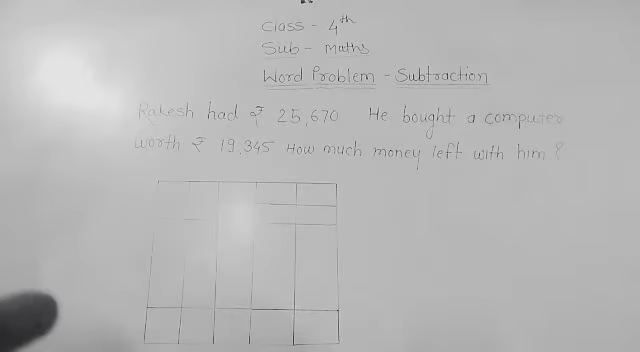 Class - 4th
Sub - Maths
Word Problem - Subtraction
Rakesh had ₹ 25,670 He bought a computer
worth ₹ 19,345 How much money left with him?